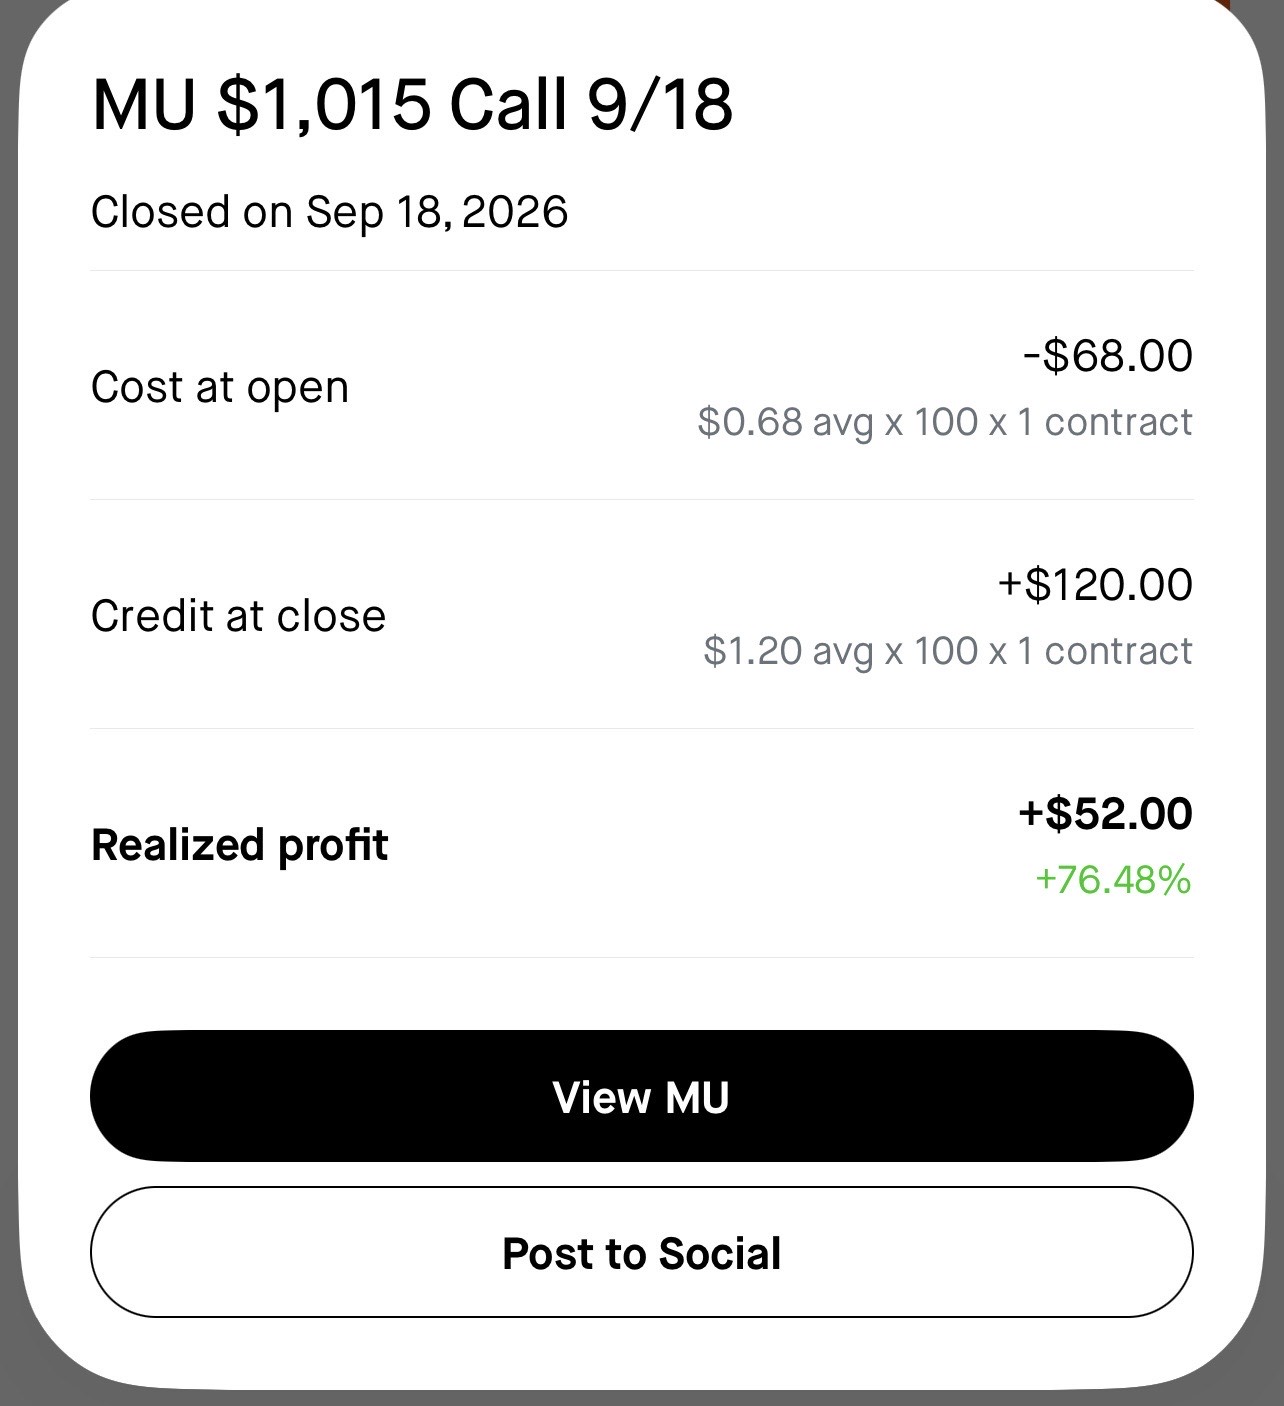 MU $1,015 Call 9/18
Closed on Sep 18, 2026
Cost at open
-$68.00
$0.68 avg x 100 x 1 contract
Credit at close
+$120.00
$1.20 avg x 100 x 1 contract
Realized profit
+$52.00
+76.48%
View MU
Post to Social